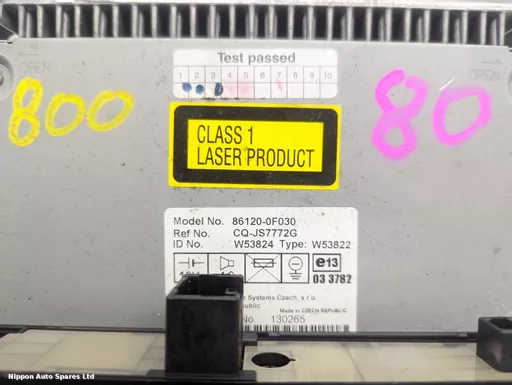 Test passed
1 2 3 4 5 6 7 8 9 10
OPEN
OPEN
800
80
CLASS 1
LASER PRODUCT
Model No. 86120-0F030
Ref No. CQ-JS7772G
ID No. W53824 Type: W53822
e13
03 3782
Systems Czech, s.r.o.
Made in CZECH REPUBLIC
No. 130265
Nippon Auto Spares Ltd